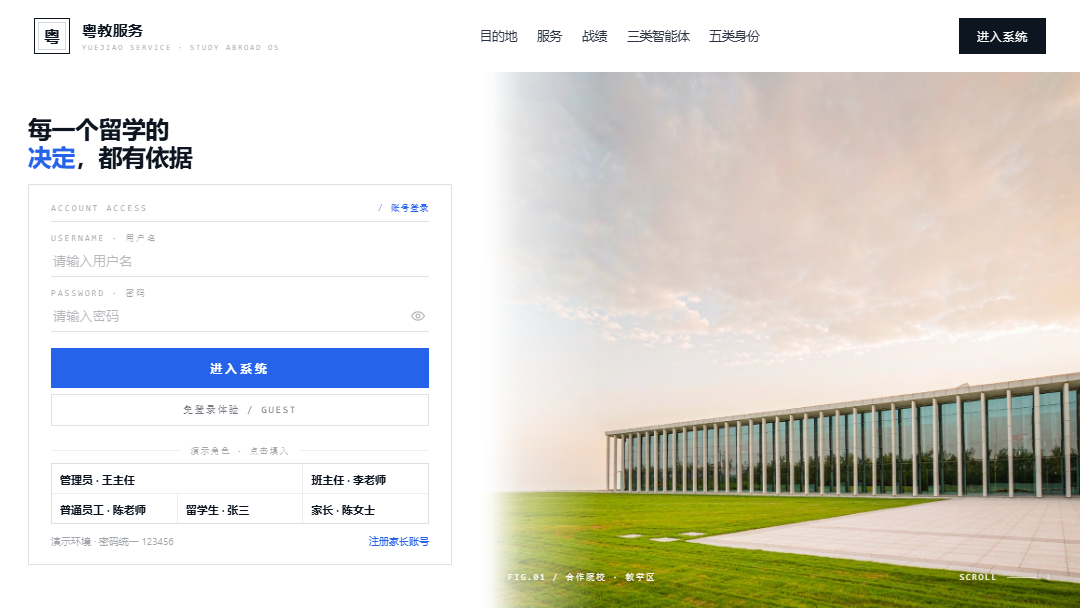 粤
粤教服务
YUEJIAO SERVICE · STUDY ABROAD OS
目的地 服务 战绩 三类智能体 五类身份
进入系统
每一个留学的
决定，都有依据
ACCOUNT ACCESS / 账号登录
USERNAME · 用户名
请输入用户名
PASSWORD · 密码
请输入密码
进入系统
免登录体验 / GUEST
演示角色 · 点击填入
管理员 · 王主任 班主任 · 李老师
普通员工 · 陈老师 留学生 · 张三 家长 · 陈女士
演示环境 · 密码统一 123456 注册家长账号
FIG.01 / 合作院校 · 教学区
SCROLL